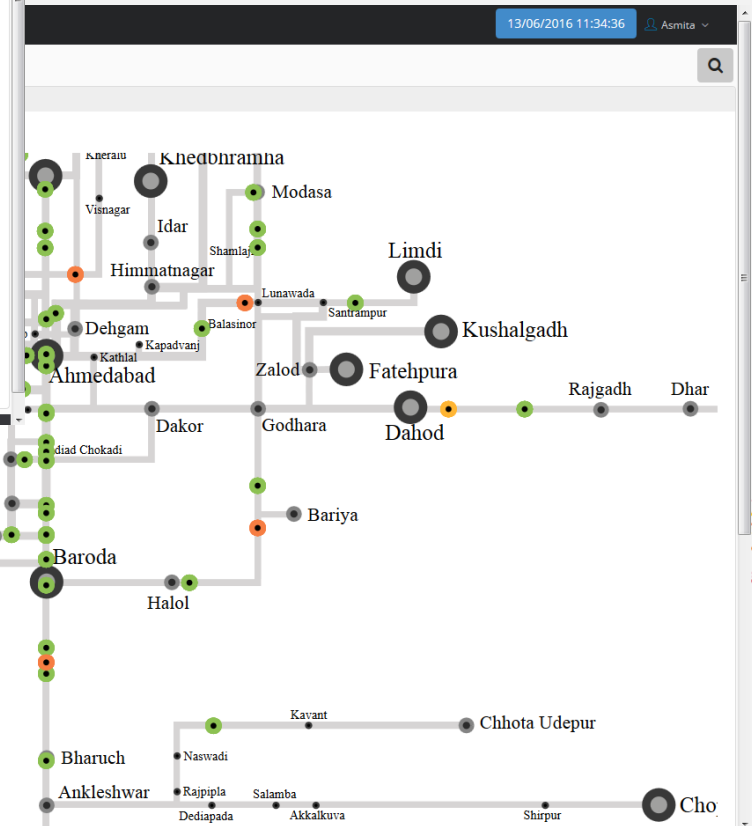 13/06/2016 11:34:36
Asmita
Kheralu
Khedbhramha
Visnagar
Modasa
Idar
Shamlaji
Limdi
Himmatnagar
Lunawada
Santrampur
Balasinor
Dehgam
Kushalgadh
Kapadvanj
Kathlal
Ahmedabad
Zalod
Fatehpura
Rajgadh
Dhar
Dakor
Godhara
Dahod
diad Chokadi
Bariya
Baroda
Halol
Kavant
Chhota Udepur
Bharuch
Naswadi
Ankleshwar
Rajpipla
Salamba
Dediapada
Akkalkuva
Shirpur
Cho